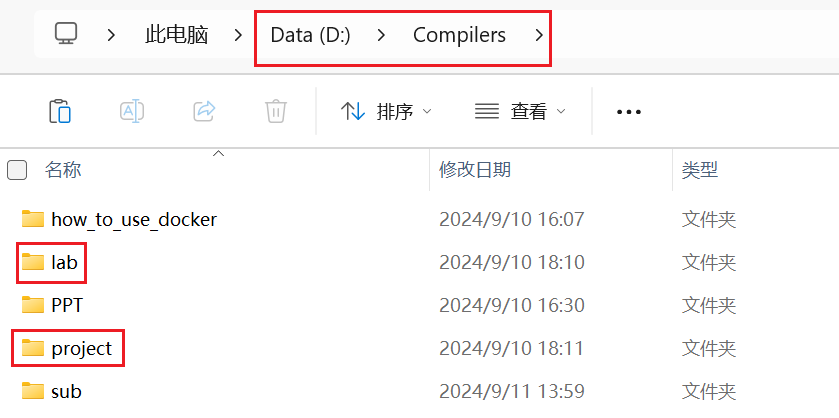 此电脑 Data (D:) Compilers
排序 查看
名称 修改日期 类型
how_to_use_docker 2024/9/10 16:07 文件夹
lab 2024/9/10 18:10 文件夹
PPT 2024/9/10 16:30 文件夹
project 2024/9/10 18:11 文件夹
sub 2024/9/11 13:59 文件夹